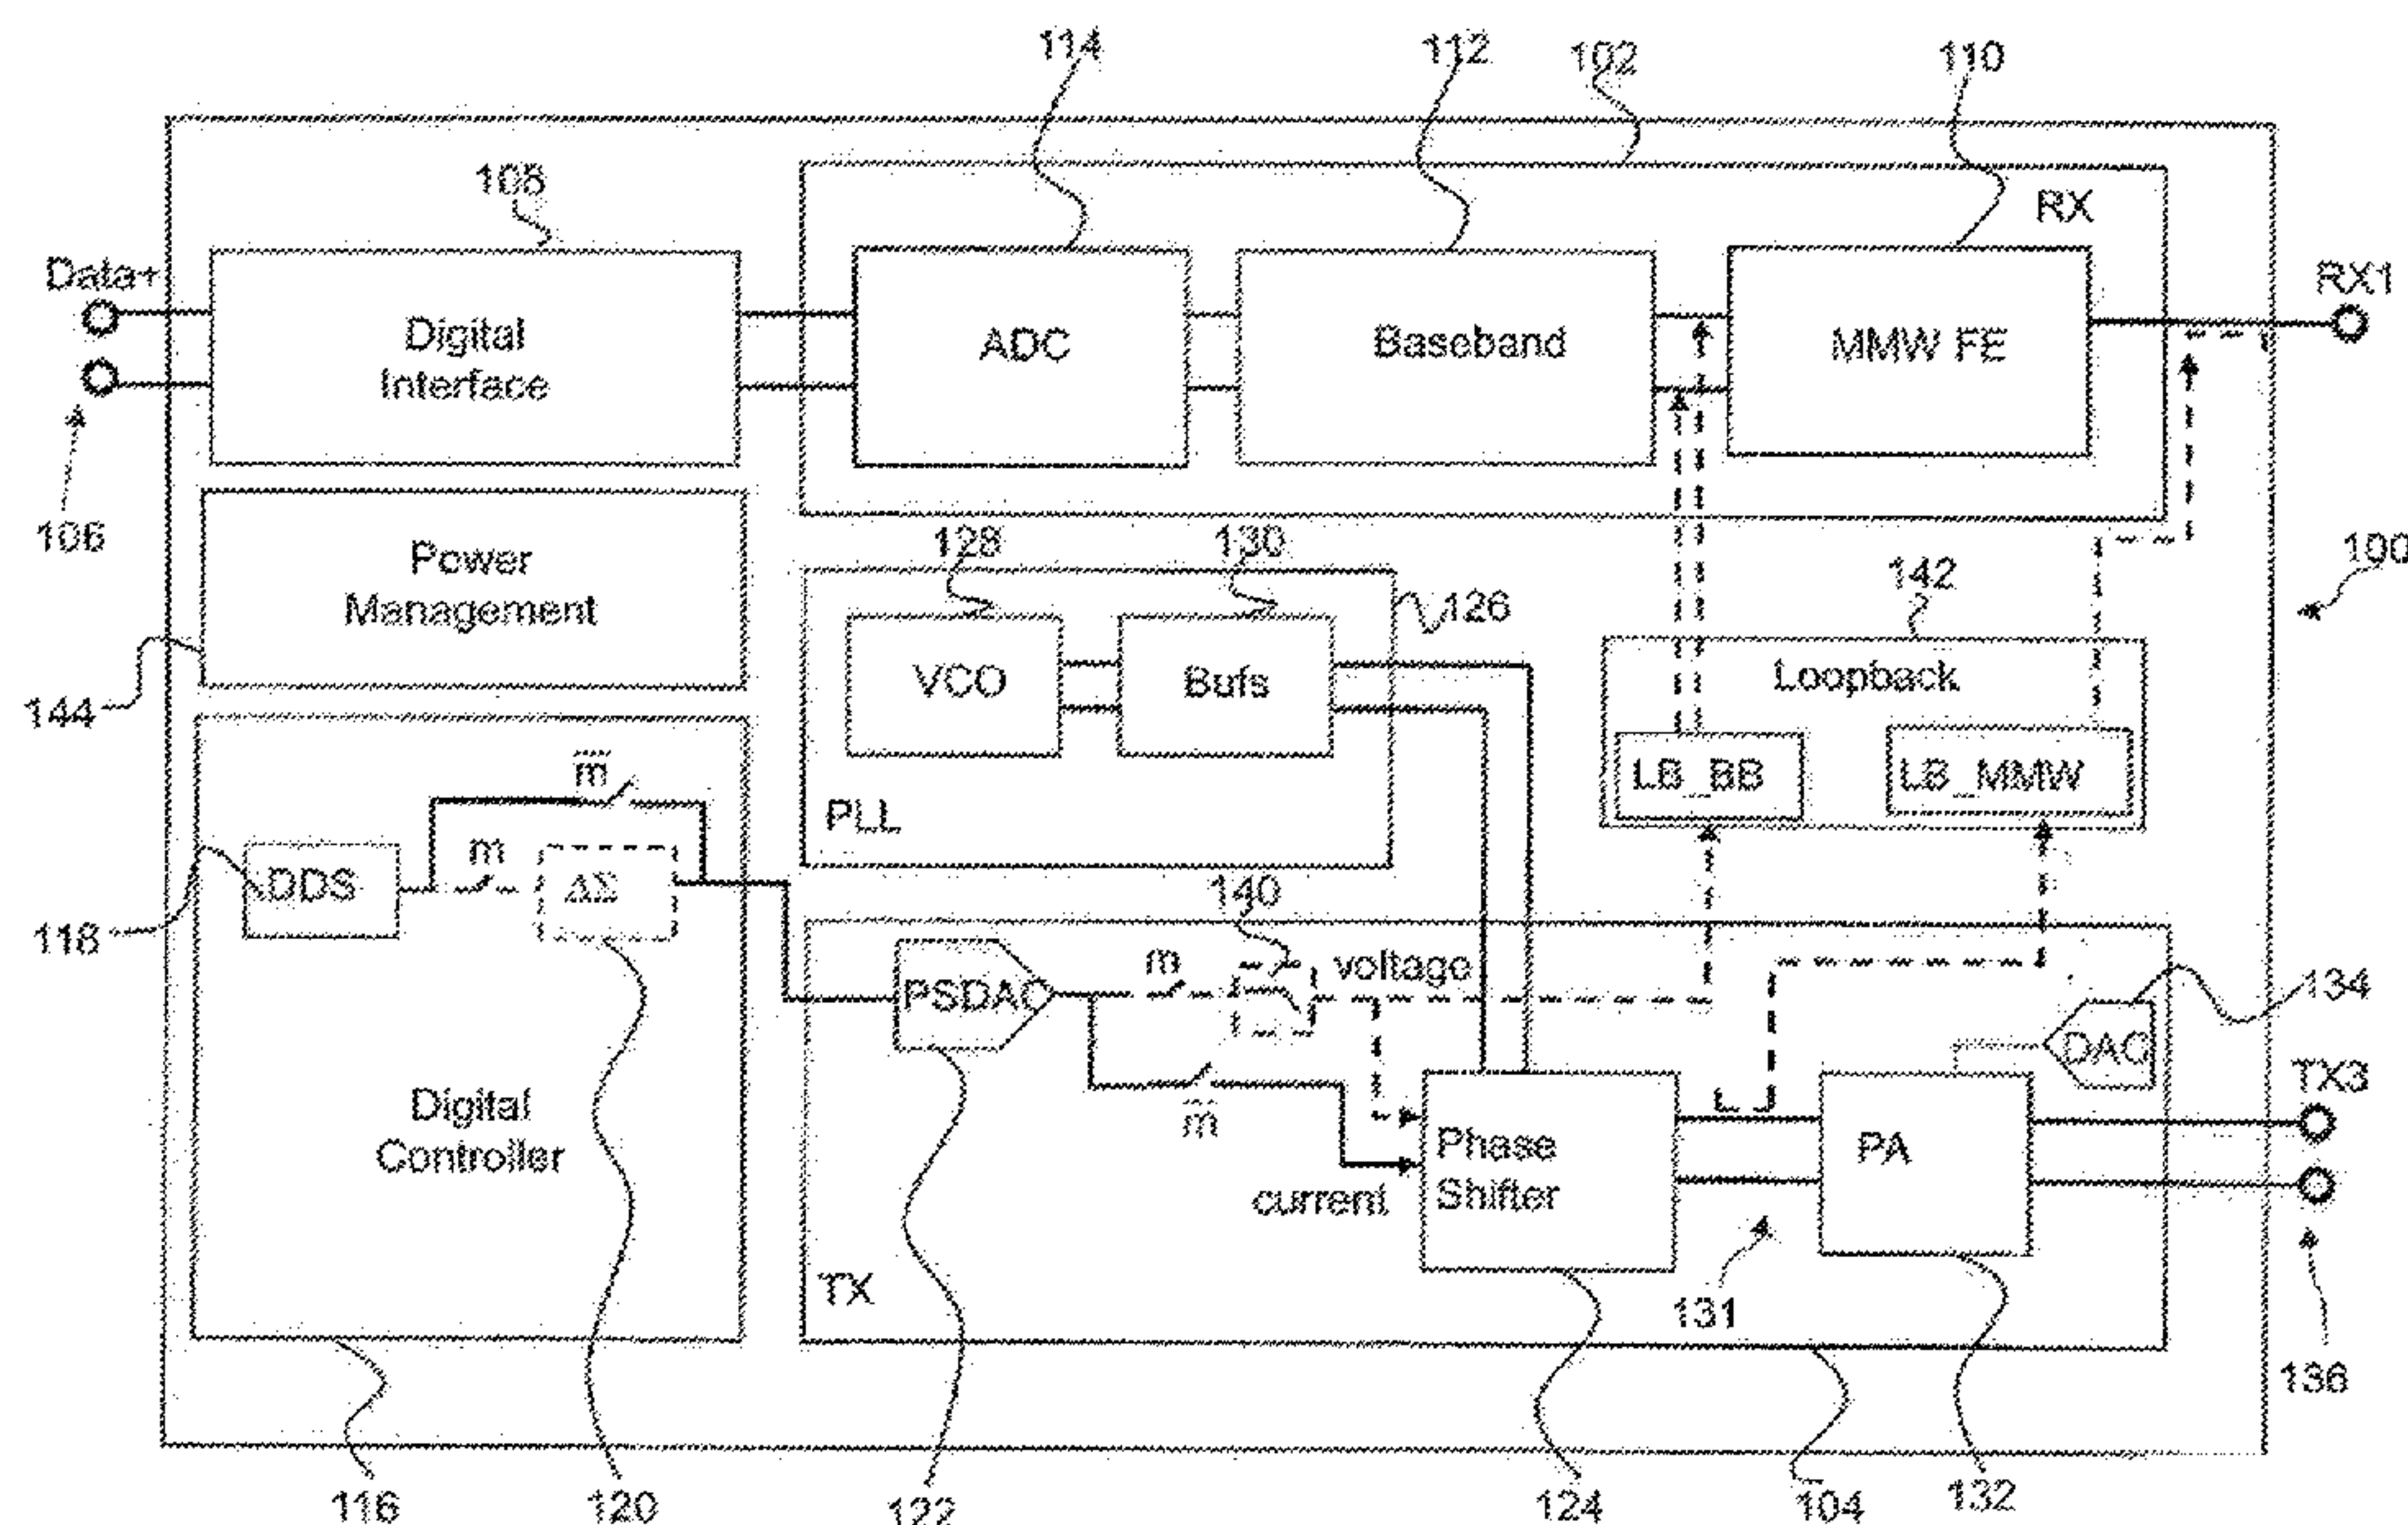 114
112
102
110
108
RX
Data+
RX1
Digital
Interface
ADC
Baseband
MMW FE
106
128
130
100
Power
Management
142
126
VCO
Bufs
Loopback
144
m̅
LB_BB
LB_MMW
PLL
m
DDS
ΔΣ
140
118
m
voltage
PSDAC
134
DAC
TX3
Digital
Controller
m̅
Phase
Shifter
PA
current
TX
131
136
116
120
122
124
104
132